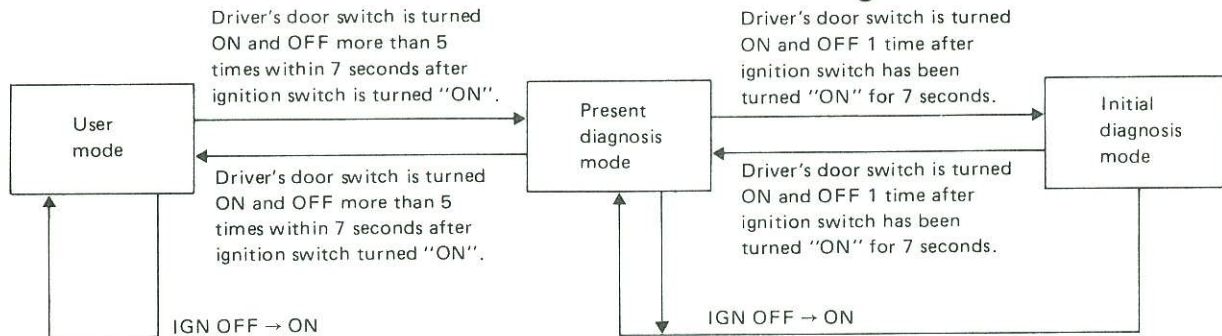 Driver's door switch is turned
ON and OFF more than 5
times within 7 seconds after
ignition switch is turned "ON".
Driver's door switch is turned
ON and OFF 1 time after
ignition switch has been
turned "ON" for 7 seconds.
User
mode
Present
diagnosis
mode
Initial
diagnosis
mode
Driver's door switch is turned
ON and OFF more than 5
times within 7 seconds after
ignition switch turned "ON".
Driver's door switch is turned
ON and OFF 1 time after
ignition switch has been
turned "ON" for 7 seconds.
IGN OFF → ON
IGN OFF → ON